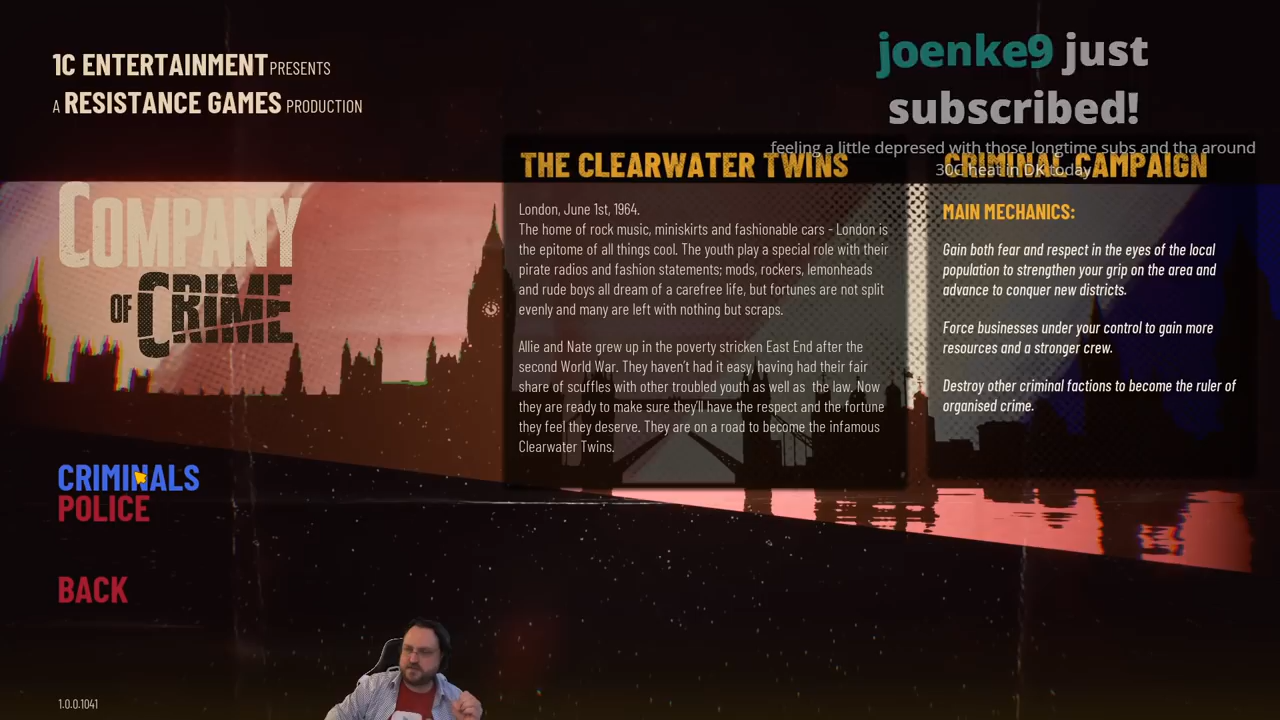 1C ENTERTAINMENT PRESENTS
A RESISTANCE GAMES PRODUCTION
joenke9 just
subscribed!
feeling a little depresed with those longtime subs and tha around
30C heat in DK today
COMPANY
OF CRIME
THE CLEARWATER TWINS
London, June 1st, 1964.
The home of rock music, miniskirts and fashionable cars - London is
the epitome of all things cool. The youth play a special role with their
pirate radios and fashion statements; mods, rockers, lemonheads
and rude boys all dream of a carefree life, but fortunes are not split
evenly and many are left with nothing but scraps.
Allie and Nate grew up in the poverty stricken East End after the
second World War. They haven't had it easy, having had their fair
share of scuffles with other troubled youth as well as the law. Now
they are ready to make sure they'll have the respect and the fortune
they feel they deserve. They are on a road to become the infamous
Clearwater Twins.
CRIMINAL CAMPAIGN
MAIN MECHANICS:
Gain both fear and respect in the eyes of the local
population to strengthen your grip on the area and
advance to conquer new districts.
Force businesses under your control to gain more
resources and a stronger crew.
Destroy other criminal factions to become the ruler of
organised crime.
CRIMINALS
POLICE
BACK
1.0.0.1041